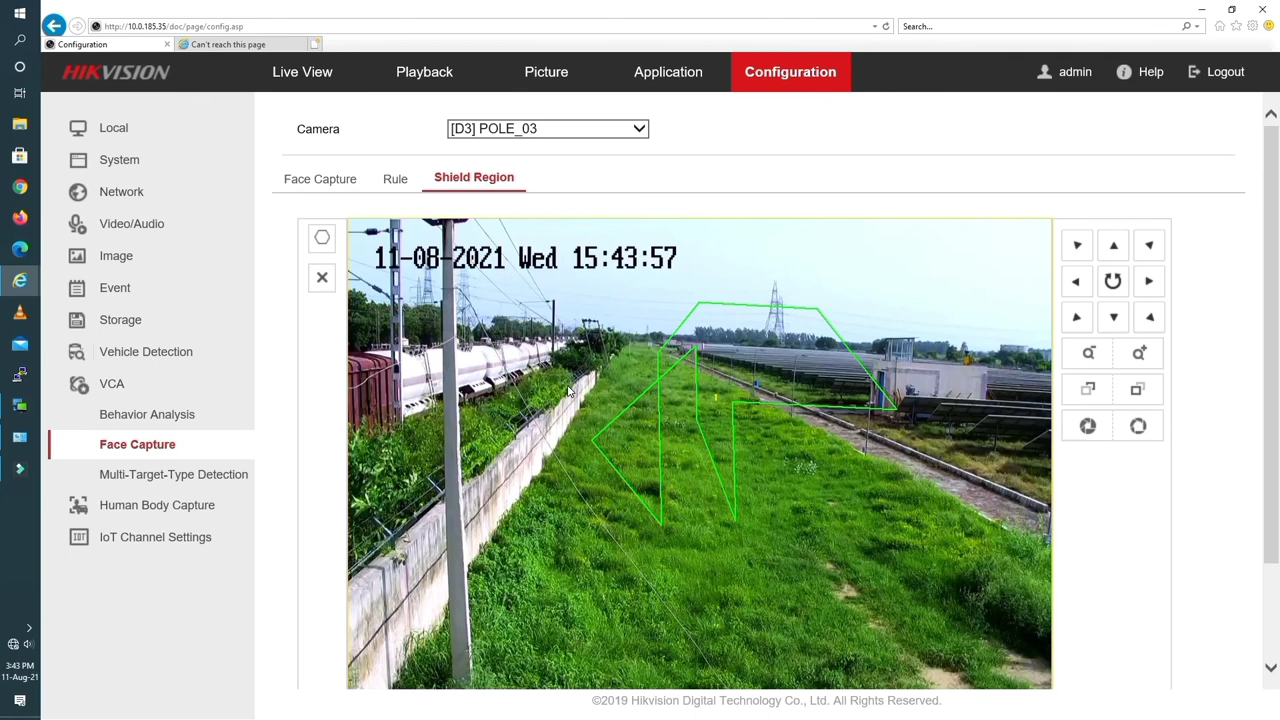 http://10.0.185.35/doc/page/config.asp
Search...
Configuration
Can't reach this page
HIKVISION
Live View
Playback
Picture
Application
Configuration
admin
Help
Logout
Local
System
Network
Video/Audio
Image
Event
Storage
Vehicle Detection
VCA
Behavior Analysis
Face Capture
Multi-Target-Type Detection
Human Body Capture
IOT
IoT Channel Settings
Camera
[D3] POLE_03
Face Capture
Rule
Shield Region
11-08-2021 Wed 15:43:57
©2019 Hikvision Digital Technology Co., Ltd. All Rights Reserved.
3:43 PM
11-Aug-21